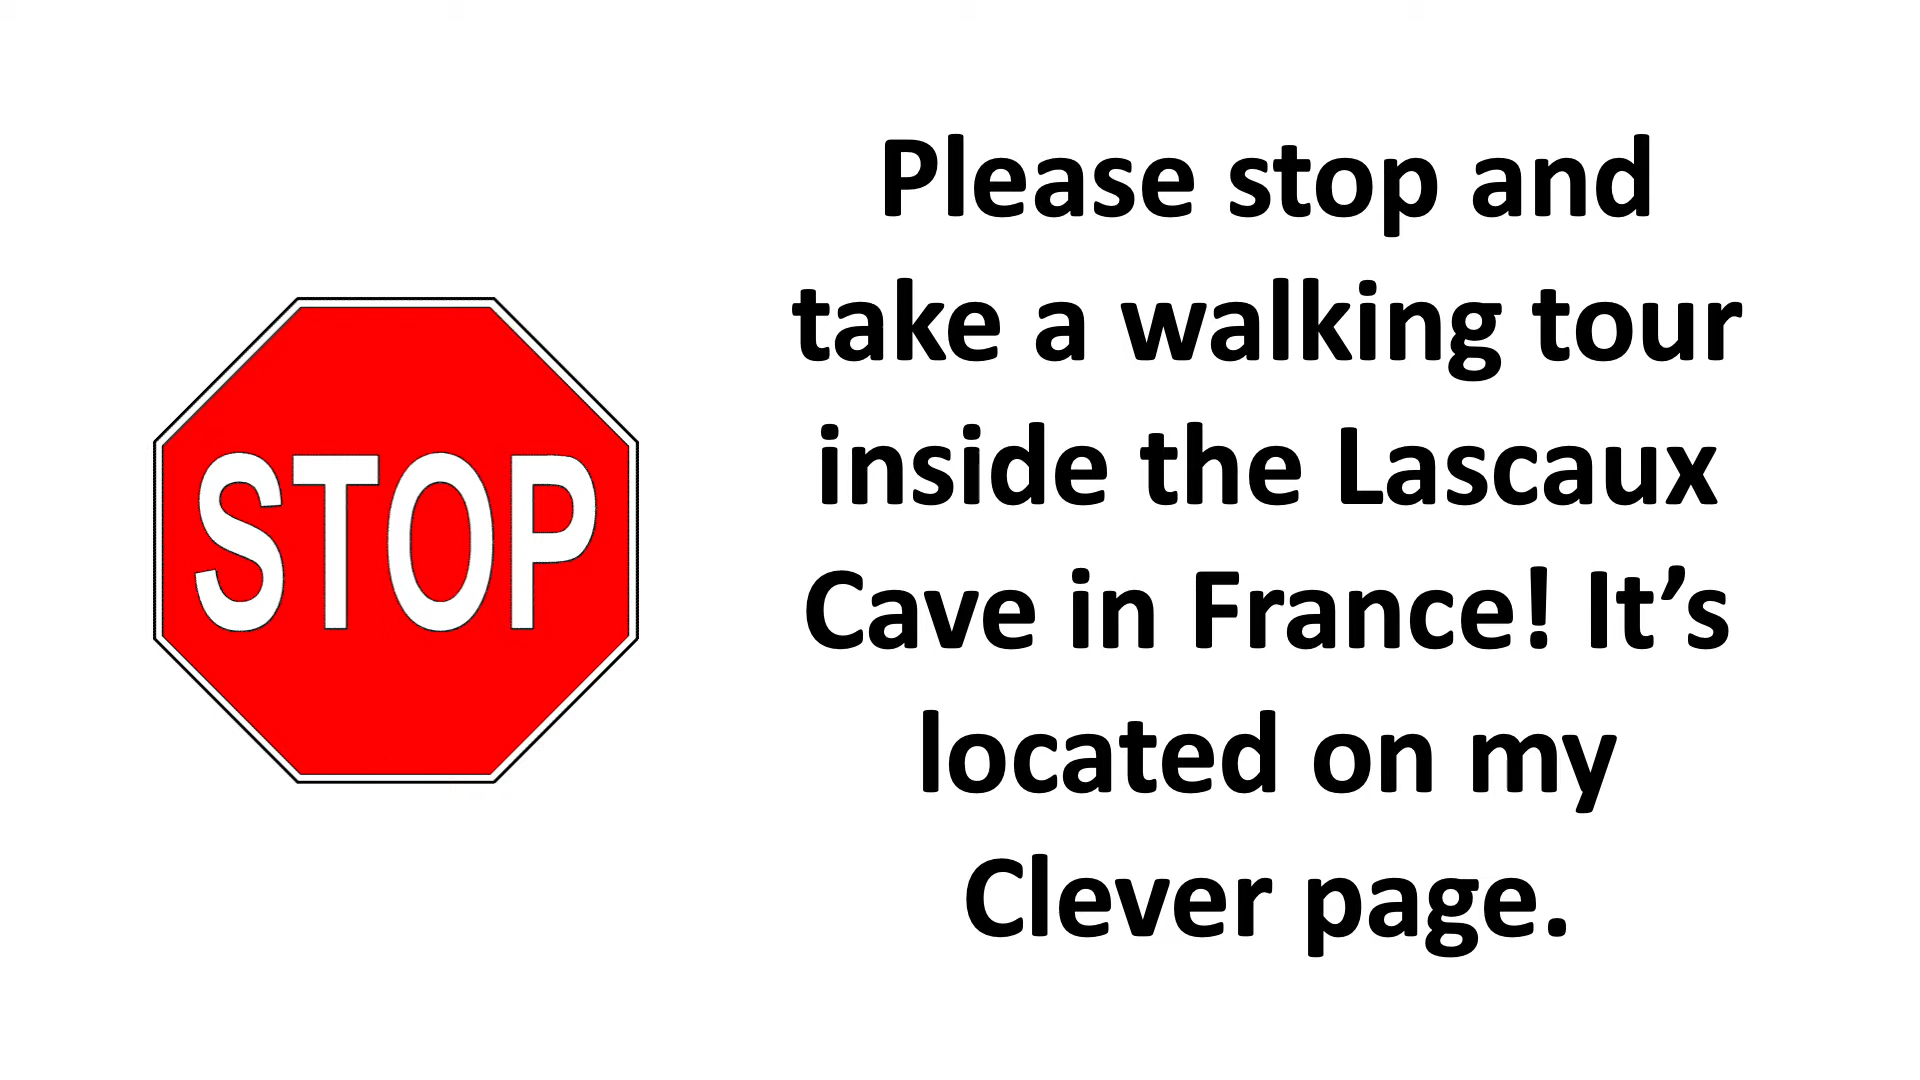 STOP
Please stop and
take a walking tour
inside the Lascaux
Cave in France! It’s
located on my
Clever page.